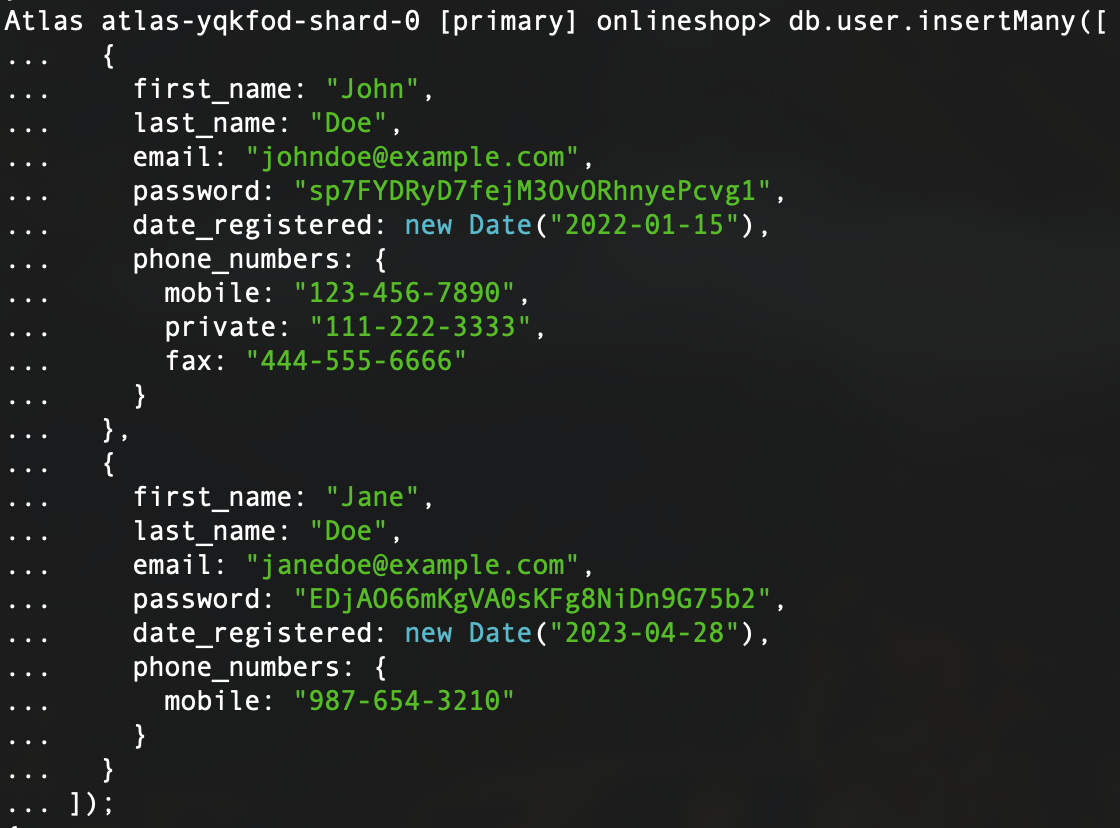 Atlas atlas-yqkfod-shard-0 [primary] onlineshop> db.user.insertMany([
...   {
...     first_name: "John",
...     last_name: "Doe",
...     email: "johndoe@example.com",
...     password: "sp7FYDRyD7fejM3OvORhnyePcvg1",
...     date_registered: new Date("2022-01-15"),
...     phone_numbers: {
...       mobile: "123-456-7890",
...       private: "111-222-3333",
...       fax: "444-555-6666"
...     }
...   },
...   {
...     first_name: "Jane",
...     last_name: "Doe",
...     email: "janedoe@example.com",
...     password: "EDjAO66mKgVA0sKFg8NiDn9G75b2",
...     date_registered: new Date("2023-04-28"),
...     phone_numbers: {
...       mobile: "987-654-3210"
...     }
...   }
... ]);